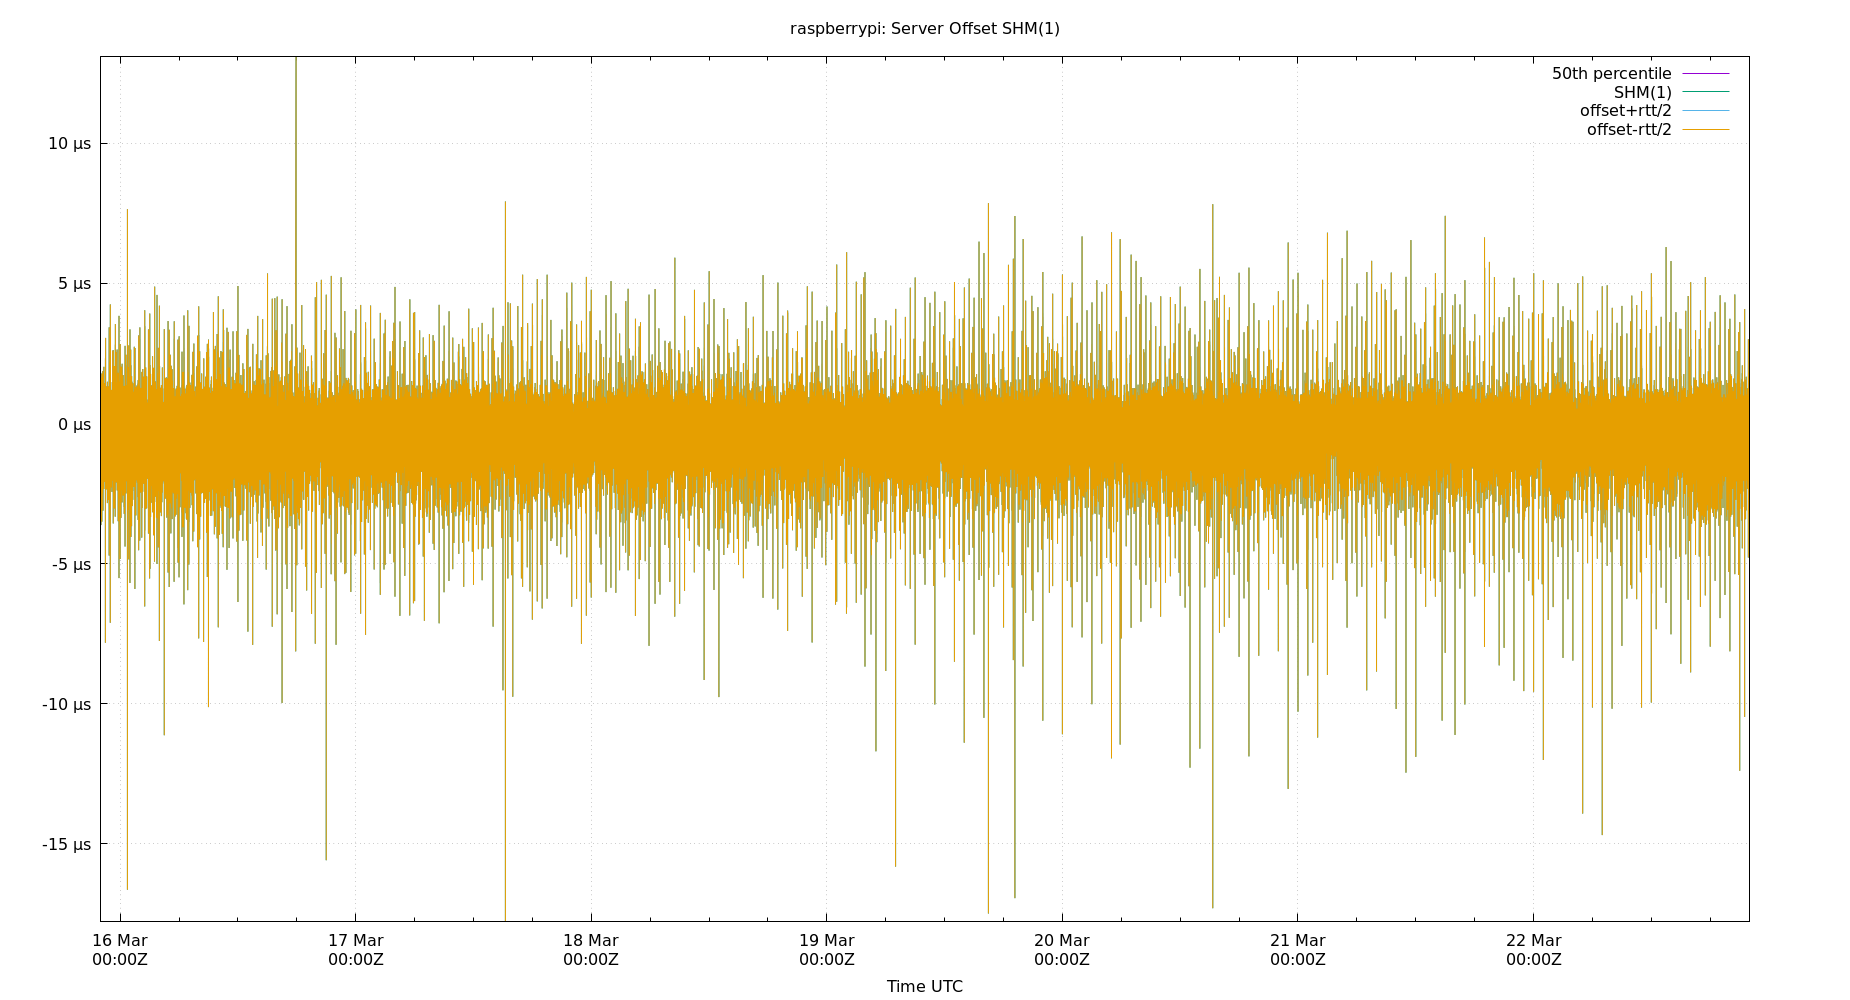 raspberrypi: Server Offset SHM(1)
50th percentile
SHM(1)
offset+rtt/2
offset-rtt/2
10 µs
5 µs
0 µs
-5 µs
-10 µs
-15 µs
16 Mar 17 Mar 18 Mar 19 Mar 20 Mar 21 Mar 22 Mar
00:00Z 00:00Z 00:00Z 00:00Z 00:00Z 00:00Z 00:00Z
Time UTC